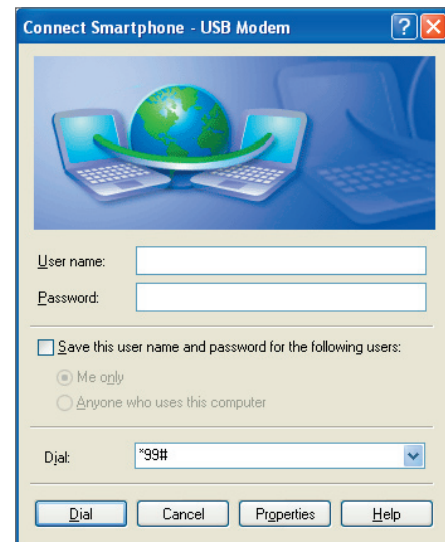 Connect Smartphone - USB Modem
User name:
Password:
Save this user name and password for the following users:
Me only
Anyone who uses this computer
Dial: *99#
Dial Cancel Properties Help